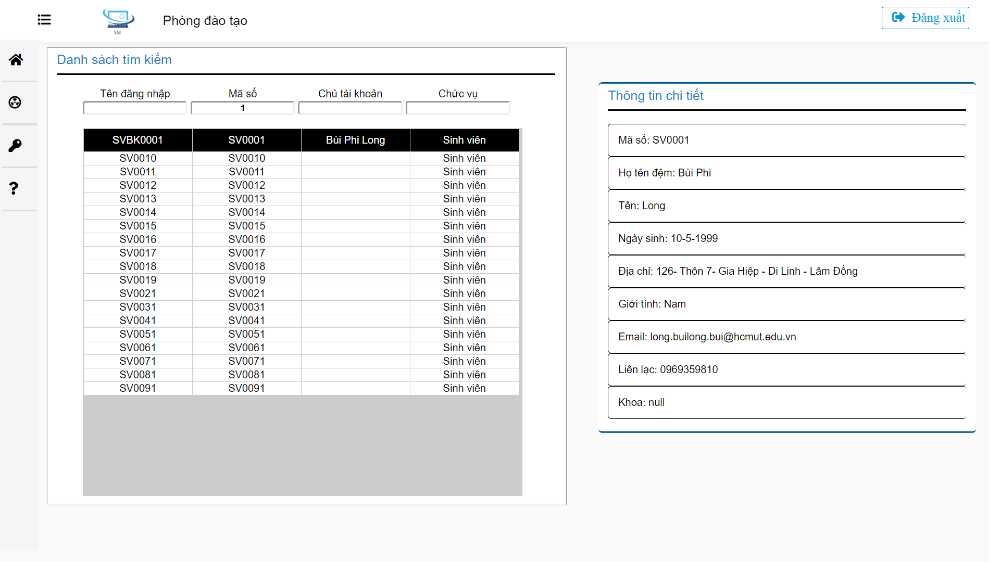 SM
Phòng đào tạo
Đăng xuất
Danh sách tìm kiếm
Tên đăng nhập Mã số Chủ tài khoản Chức vụ
1
SVBK0001 SV0001 Bùi Phi Long Sinh viên
SV0010 SV0010 Sinh viên
SV0011 SV0011 Sinh viên
SV0012 SV0012 Sinh viên
SV0013 SV0013 Sinh viên
SV0014 SV0014 Sinh viên
SV0015 SV0015 Sinh viên
SV0016 SV0016 Sinh viên
SV0017 SV0017 Sinh viên
SV0018 SV0018 Sinh viên
SV0019 SV0019 Sinh viên
SV0021 SV0021 Sinh viên
SV0031 SV0031 Sinh viên
SV0041 SV0041 Sinh viên
SV0051 SV0051 Sinh viên
SV0061 SV0061 Sinh viên
SV0071 SV0071 Sinh viên
SV0081 SV0081 Sinh viên
SV0091 SV0091 Sinh viên
Thông tin chi tiết
Mã số: SV0001
Họ tên đệm: Bùi Phi
Tên: Long
Ngày sinh: 10-5-1999
Địa chỉ: 126- Thôn 7- Gia Hiệp - Di Linh - Lâm Đồng
Giới tính: Nam
Email: long.builong.bui@hcmut.edu.vn
Liên lạc: 0969359810
Khoa: null